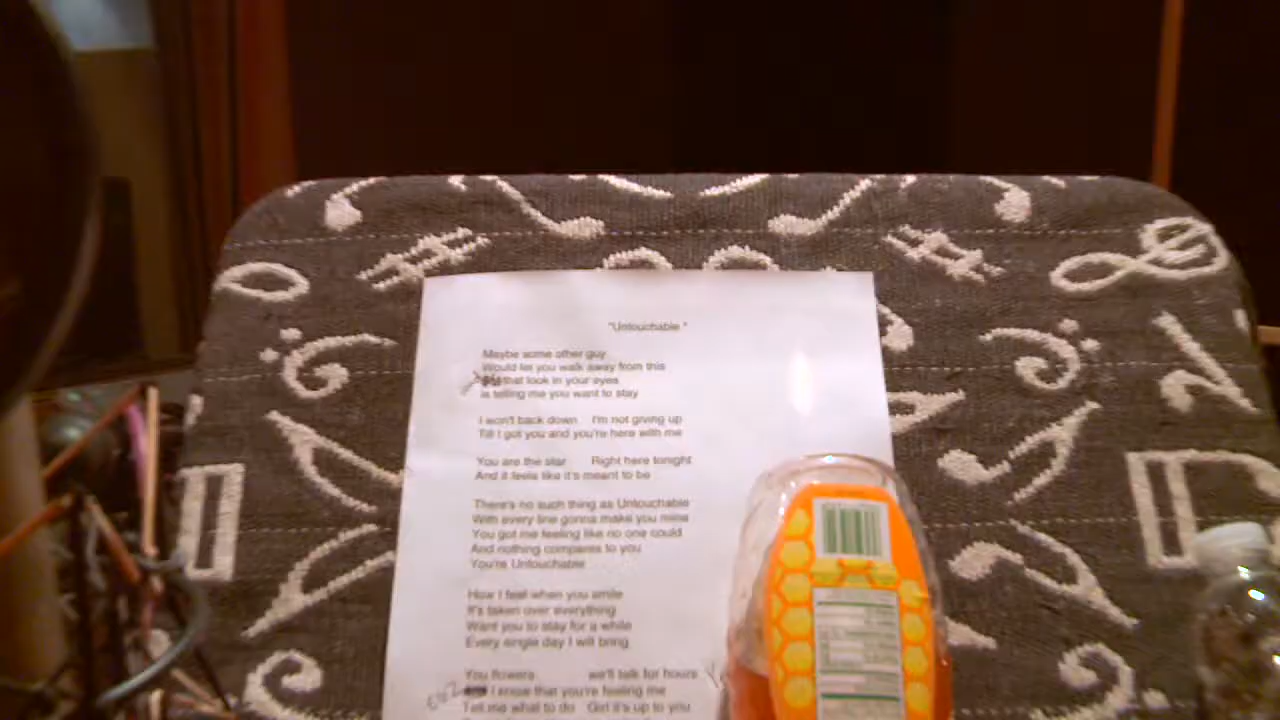 "Untouchable "
Maybe some other guy
Would let you walk away from this
that look in your eyes
is telling me you want to stay
I won't back down I'm not giving up
Till I got you and you're here with me
You are the star Right here tonight
And it feels like it's meant to be
There's no such thing as Untouchable
With every line gonna make you mine
You got me feeling like no one could
And nothing compares to you
You're Untouchable
How I feel when you smile
It's taken over everything
Want you to stay for a while
Every single day I will bring
You flowers we'll talk for hours
I know that you're feeling me
Tell me what to do Girl it's up to you